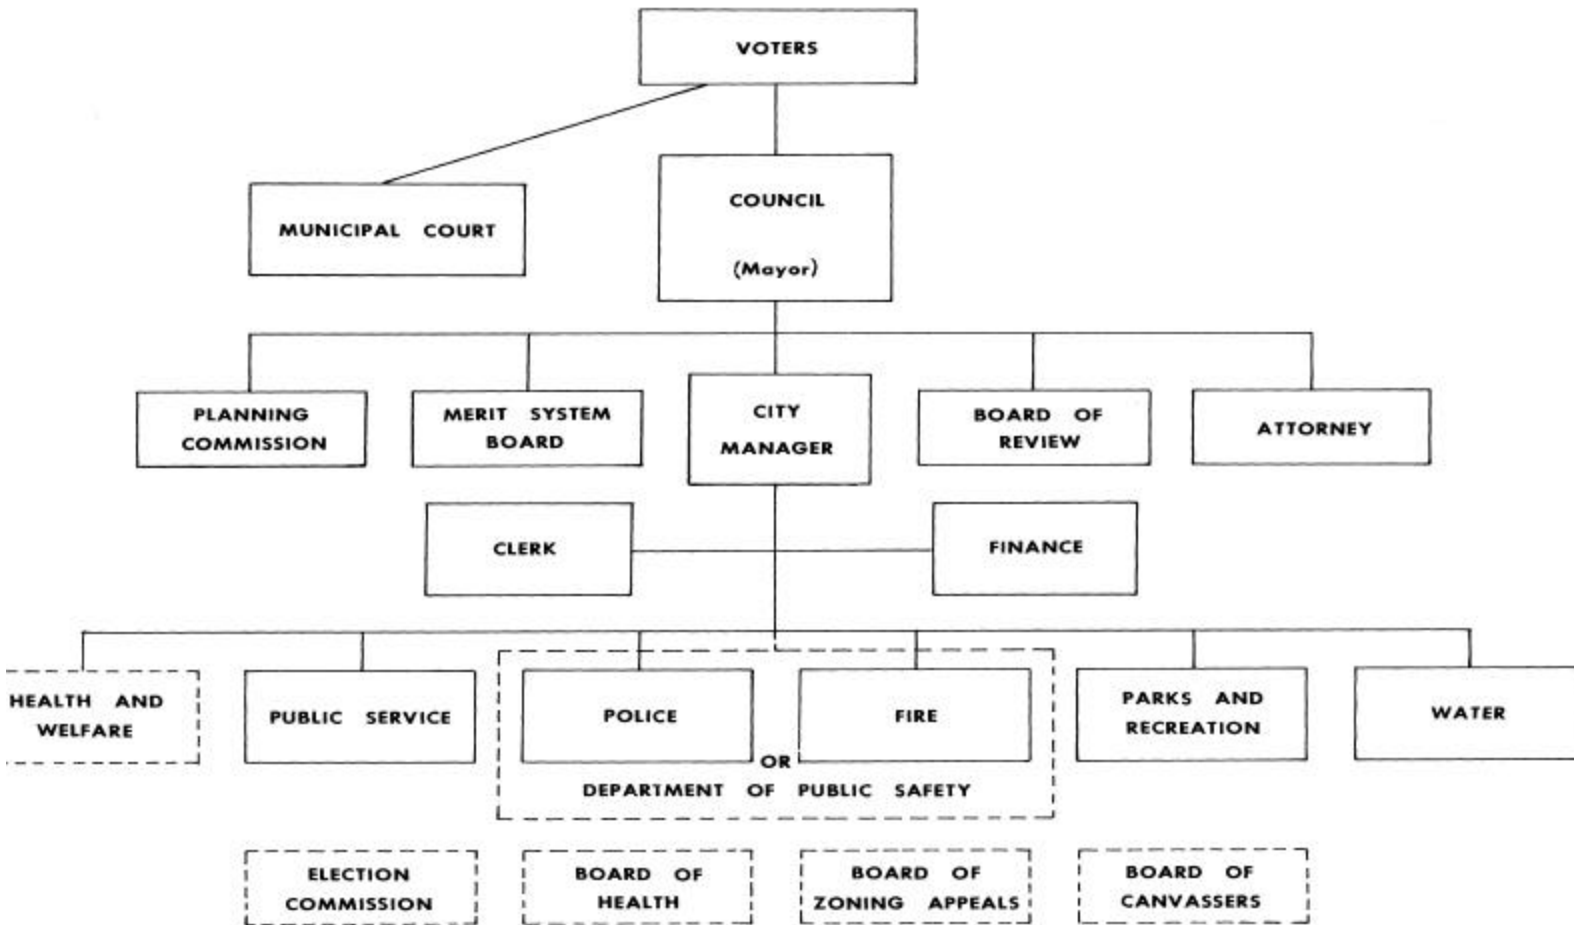 VOTERS
MUNICIPAL COURT
COUNCIL
(Mayor)
PLANNING
COMMISSION
MERIT SYSTEM
BOARD
CITY
MANAGER
BOARD OF
REVIEW
ATTORNEY
CLERK
FINANCE
HEALTH AND
WELFARE
PUBLIC SERVICE
POLICE
FIRE
PARKS AND
RECREATION
WATER
OR
DEPARTMENT OF PUBLIC SAFETY
ELECTION
COMMISSION
BOARD OF
HEALTH
BOARD OF
ZONING APPEALS
BOARD OF
CANVASSERS